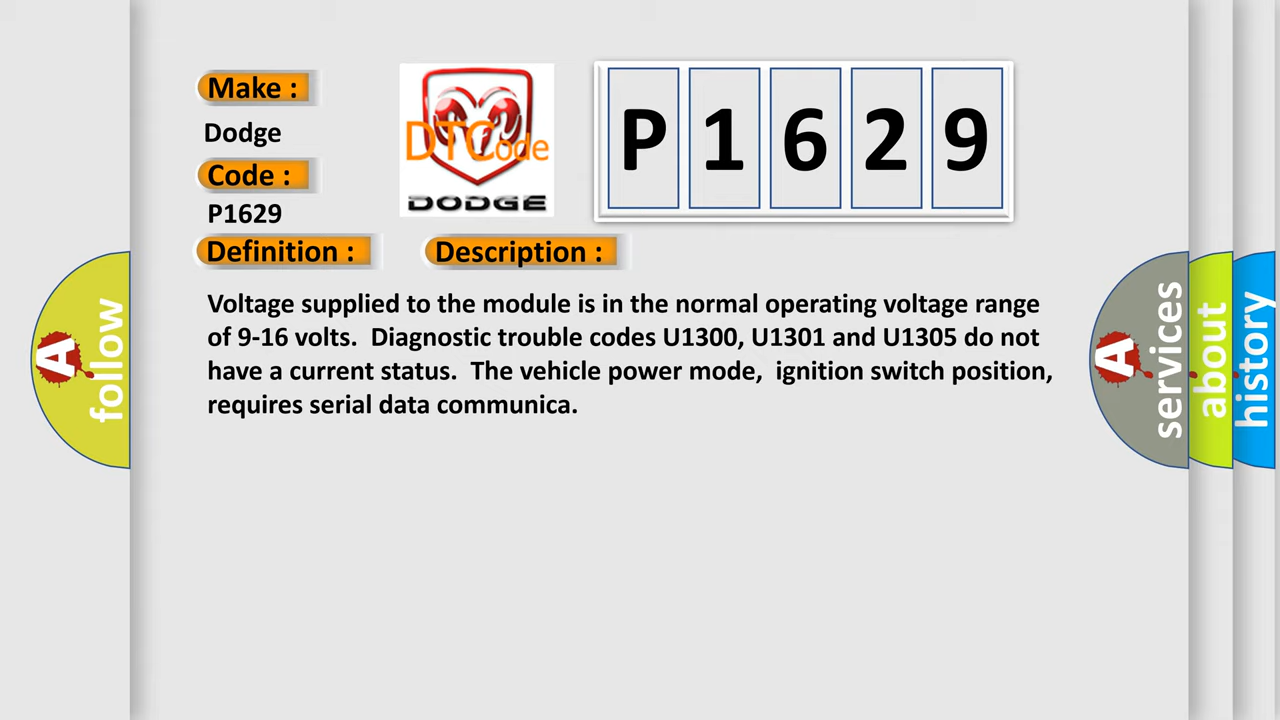 Make :
Dodge
Code :
P1629
Definition :
Description :
DTCode
DODGE
P 1 6 2 9
Voltage supplied to the module is in the normal operating voltage range
of 9-16 volts. Diagnostic trouble codes U1300, U1301 and U1305 do not
have a current status. The vehicle power mode, ignition switch position,
requires serial data communica.
A follow
A services
about
history